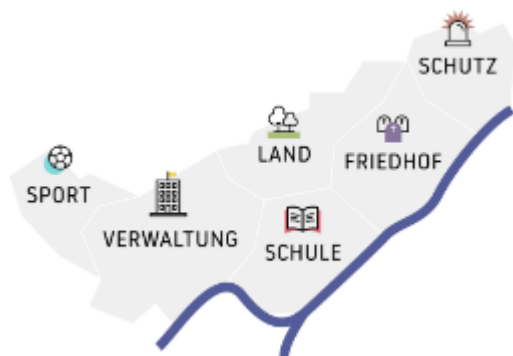 SCHUTZ
LAND
FRIEDHOF
SPORT
VERWALTUNG
SCHULE